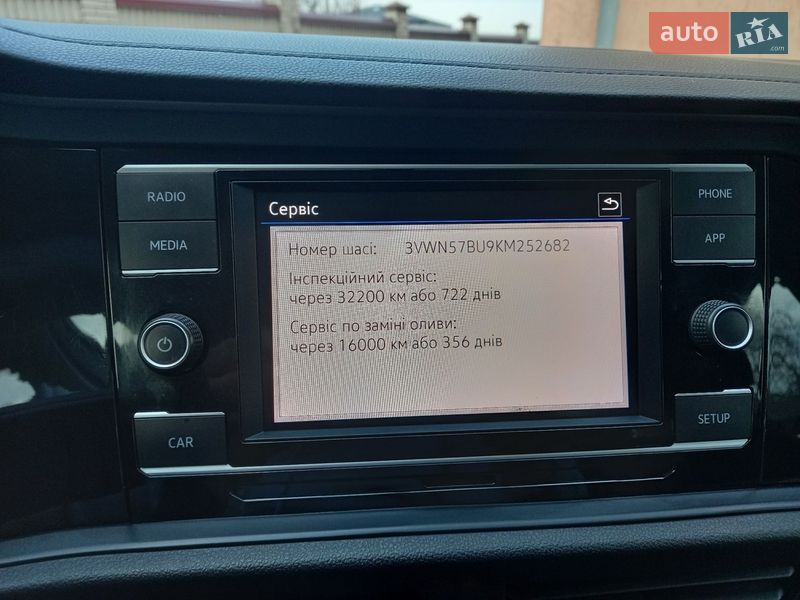 auto RIA
.com
RADIO
MEDIA
CAR
PHONE
APP
SETUP
Сервіс
Номер шасі: 3VWN57BU9KM252682
Інспекційний сервіс:
через 32200 км або 722 днів
Сервіс по заміні оливи:
через 16000 км або 356 днів